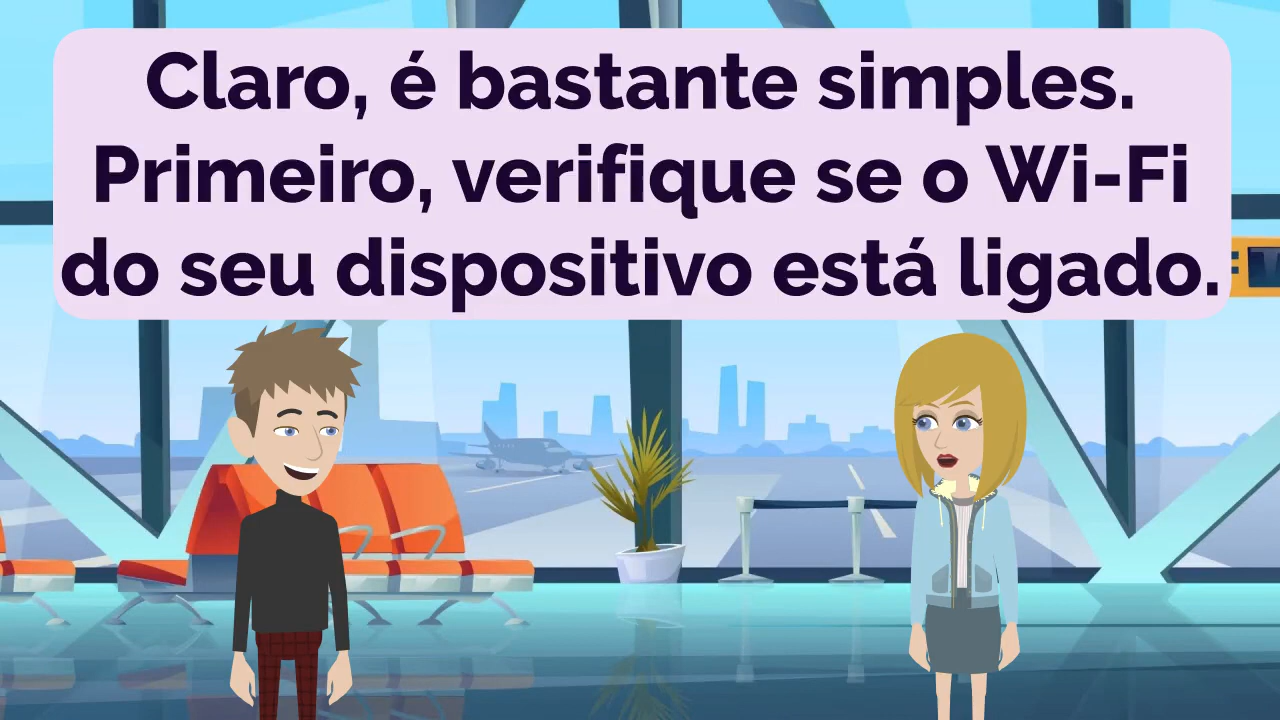 Claro, é bastante simples.
Primeiro, verifique se o Wi-Fi
do seu dispositivo está ligado.